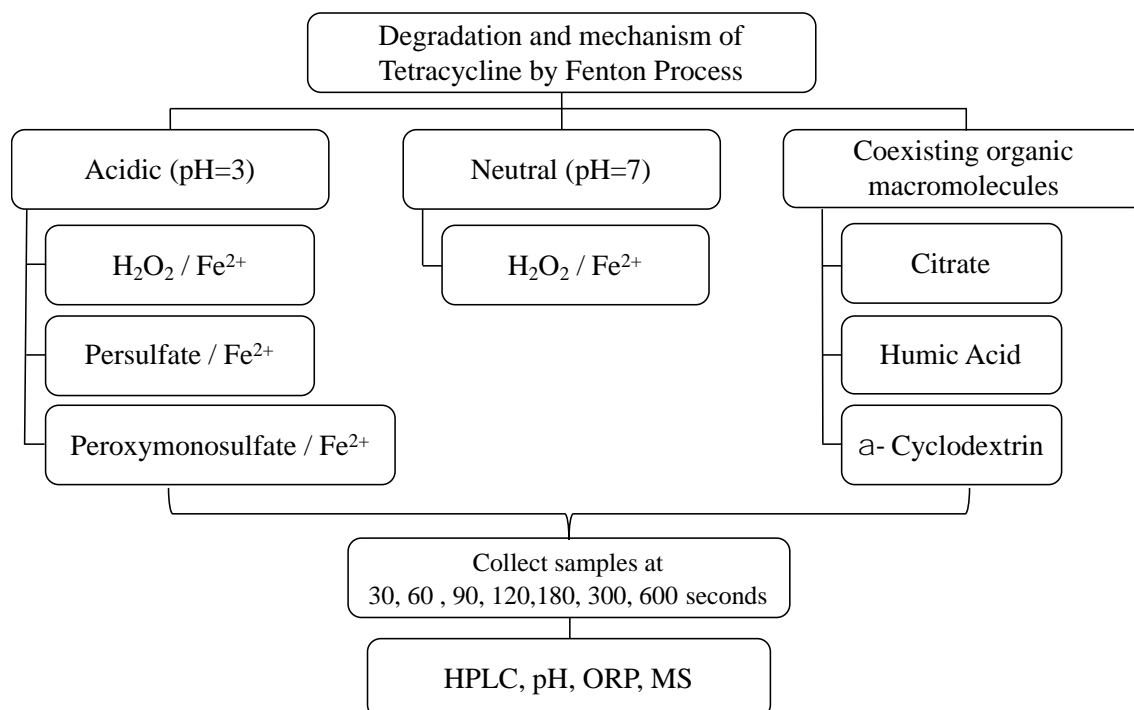 Degradation and mechanism of
Tetracycline by Fenton Process
Acidic (pH=3)
Neutral (pH=7)
Coexisting organic
macromolecules
H₂O₂ / Fe²⁺
Persulfate / Fe²⁺
Peroxymonosulfate / Fe²⁺
H₂O₂ / Fe²⁺
Citrate
Humic Acid
a- Cyclodextrin
Collect samples at
30, 60 , 90, 120,180, 300, 600 seconds
HPLC, pH, ORP, MS